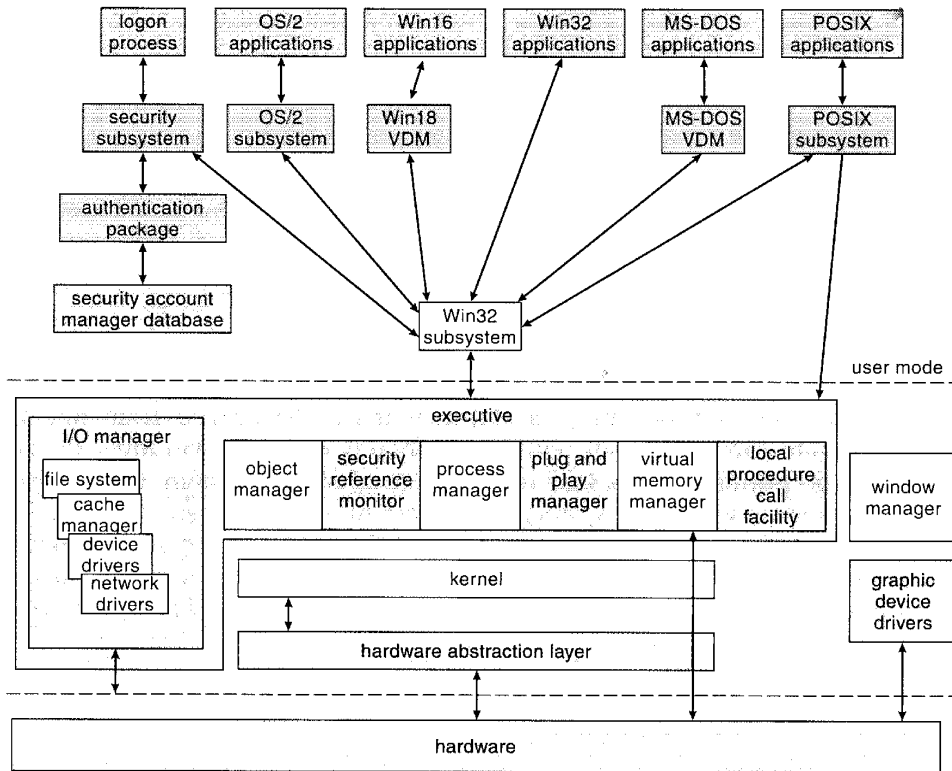 logon
process
OS/2
applications
Win16
applications
Win32
applications
MS-DOS
applications
POSIX
applications
security
subsystem
OS/2
subsystem
Win18
VDM
MS-DOS
VDM
POSIX
subsystem
authentication
package
security account
manager database
Win32
subsystem
user mode
executive
I/O manager
file system
cache
manager
device
drivers
network
drivers
object
manager
security
reference
monitor
process
manager
plug and
play
manager
virtual
memory
manager
local
procedure
call
facility
window
manager
kernel
graphic
device
drivers
hardware abstraction layer
hardware